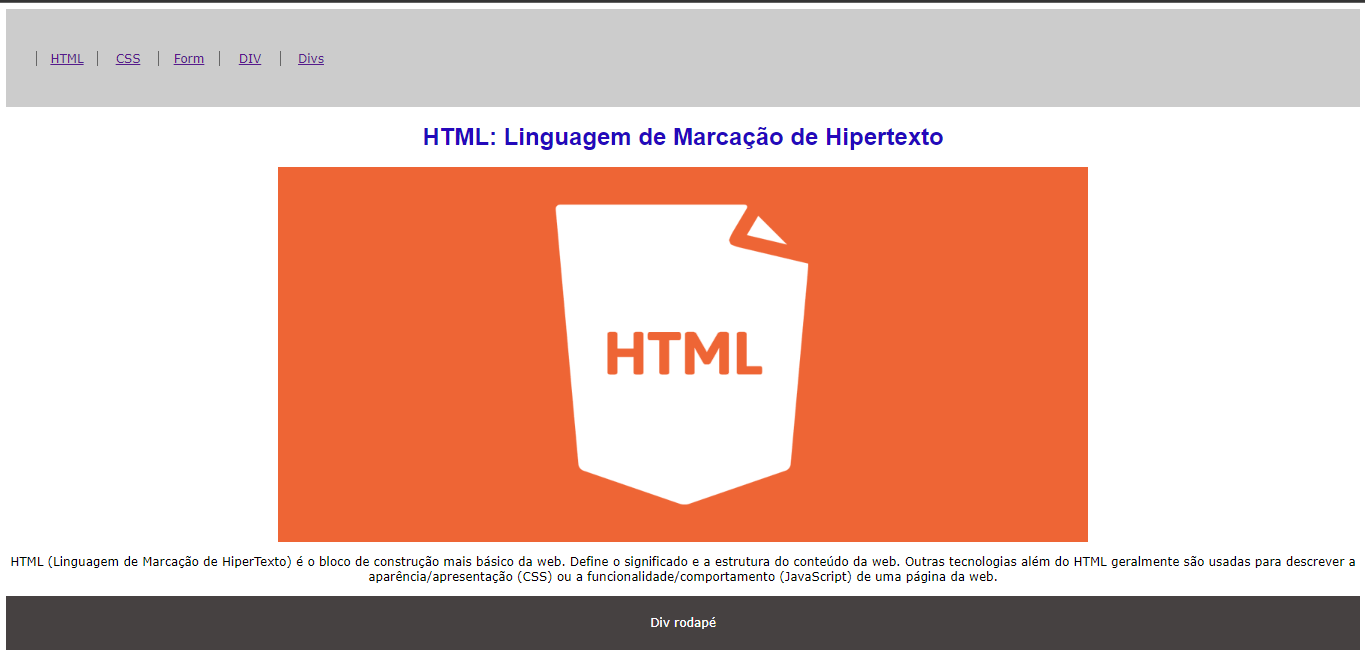 | HTML | CSS | Form | DIV | Divs
HTML: Linguagem de Marcação de Hipertexto
HTML
HTML (Linguagem de Marcação de HiperTexto) é o bloco de construção mais básico da web. Define o significado e a estrutura do conteúdo da web. Outras tecnologias além do HTML geralmente são usadas para descrever a
aparência/apresentação (CSS) ou a funcionalidade/comportamento (JavaScript) de uma página da web.
Div rodapé